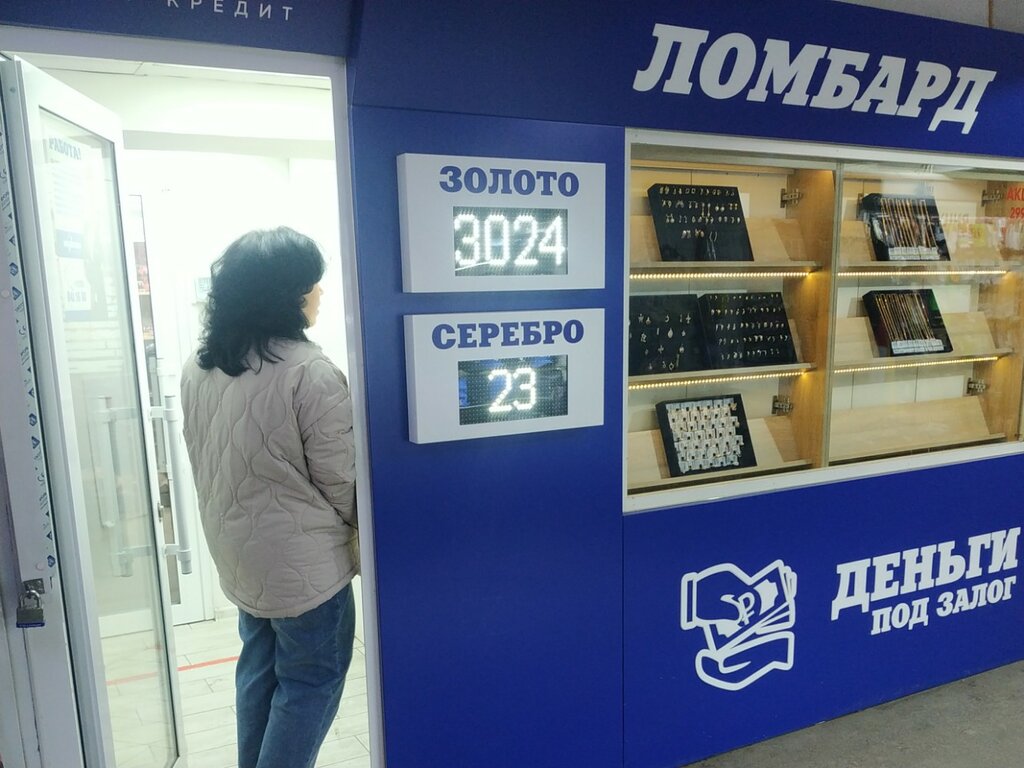 КРЕДИТ
ЛОМБАРД
ЗОЛОТО
3024
СЕРЕБРО
23
ДЕНЬГИ
ПОД ЗАЛОГ